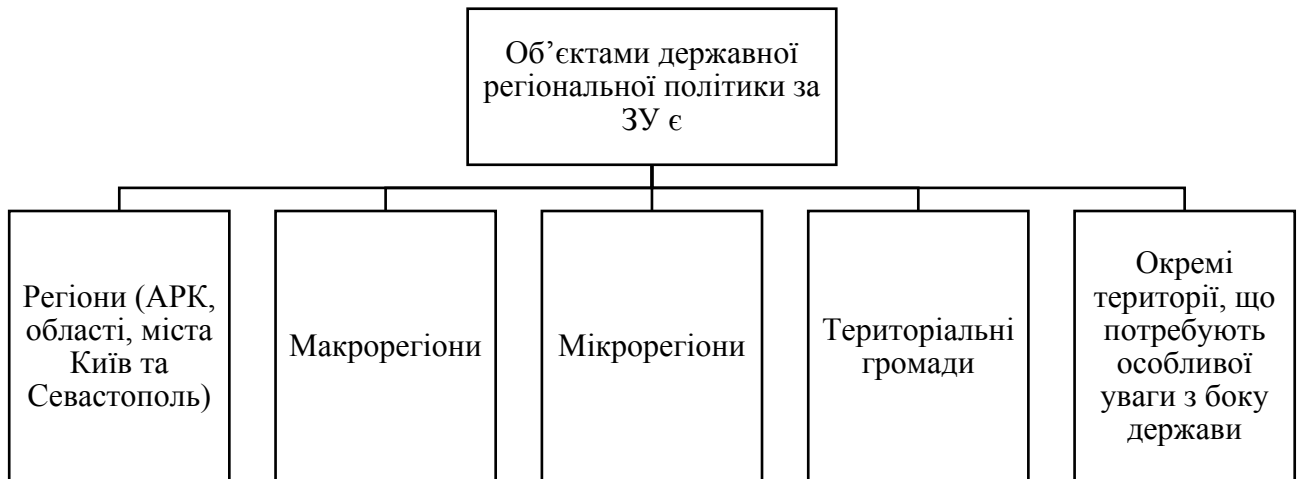 Об’єктами державної
регіональної політики за
ЗУ є
Регіони (АРК,
області, міста
Київ та
Севастополь)
Макрорегіони
Мікрорегіони
Територіальні
громади
Окремі
території, що
потребують
особливої
уваги з боку
держави